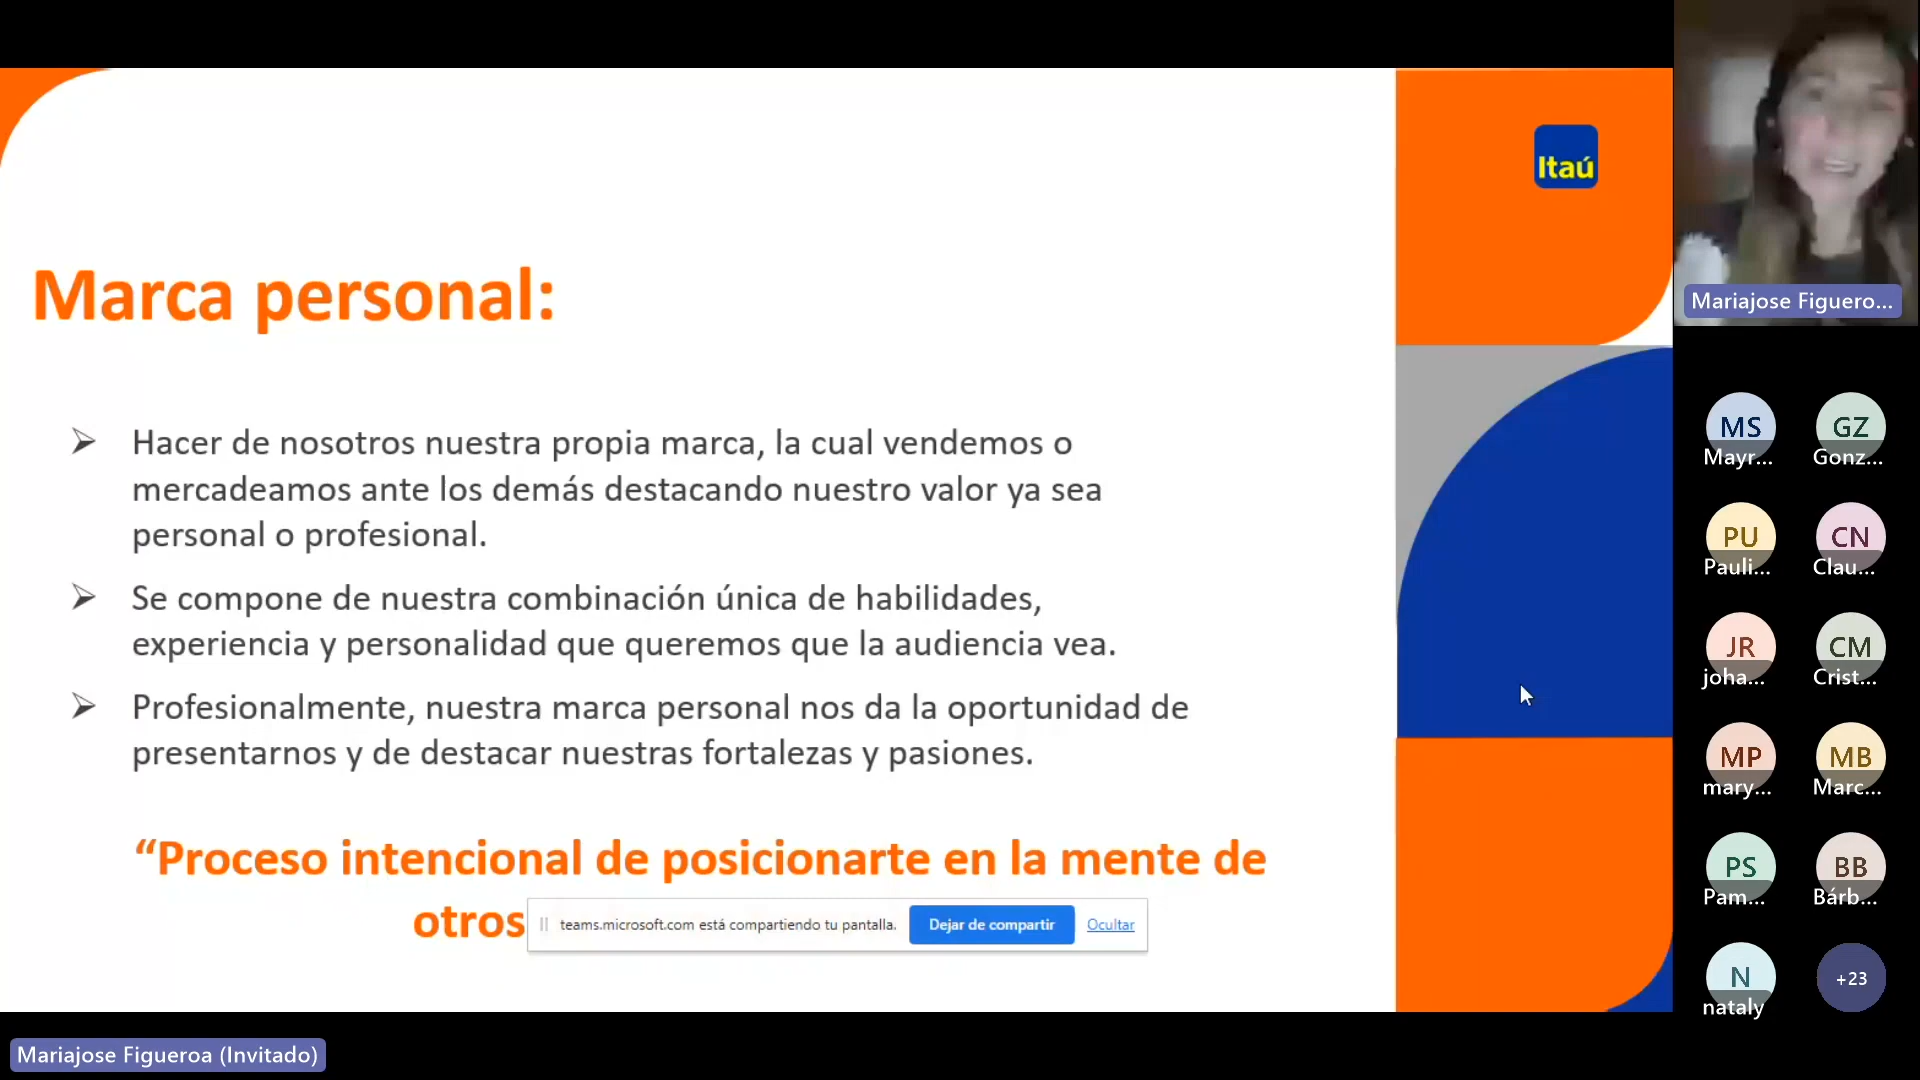 Itaú
Marca personal:
Hacer de nosotros nuestra propia marca, la cual vendemos o
mercadeamos ante los demás destacando nuestro valor ya sea
personal o profesional.
Se compone de nuestra combinación única de habilidades,
experiencia y personalidad que queremos que la audiencia vea.
Profesionalmente, nuestra marca personal nos da la oportunidad de
presentarnos y de destacar nuestras fortalezas y pasiones.
“Proceso intencional de posicionarte en la mente de
otros
teams.microsoft.com está compartiendo tu pantalla. Dejar de compartir Ocultar
Mariajose Figuero...
MS GZ
Mayr... Gonz...
PU CN
Pauli... Clau...
JR CM
joha... Crist...
MP MB
mary... Marc...
PS BB
Pam... Bárb...
N +23
nataly
Mariajose Figueroa (Invitado)